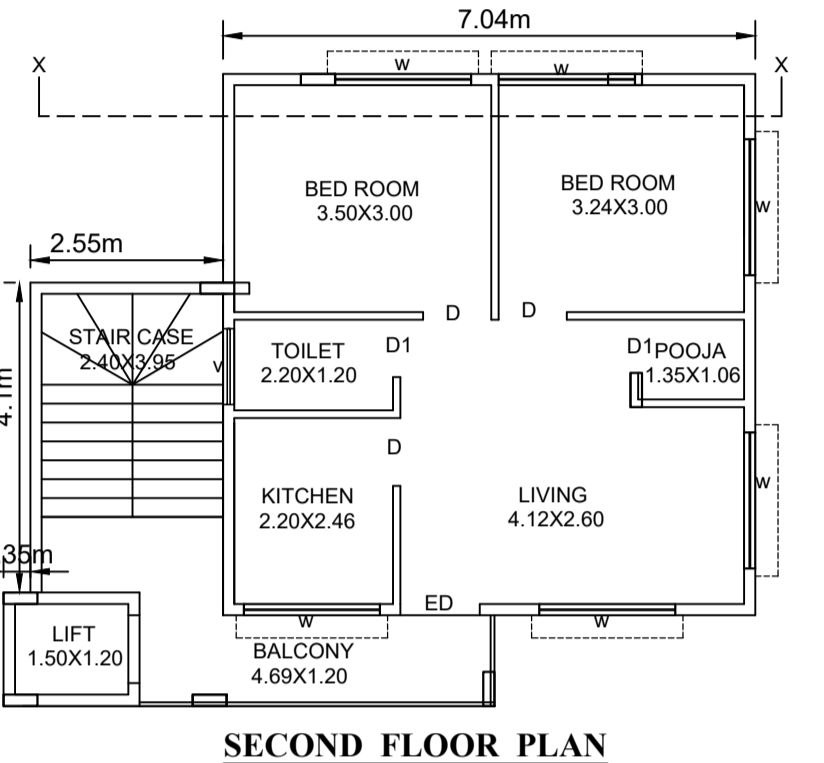 7.04m
X
X
W
W
BED ROOM
3.50X3.00
BED ROOM
3.24X3.00
W
2.55m
D
D
STAIR CASE
2.40X3.95
V
TOILET
2.20X1.20
D1
D1
POOJA
1.35X1.06
4.1m
D
KITCHEN
2.20X2.46
LIVING
4.12X2.60
W
.35m
ED
W
W
LIFT
1.50X1.20
BALCONY
4.69X1.20
SECOND FLOOR PLAN